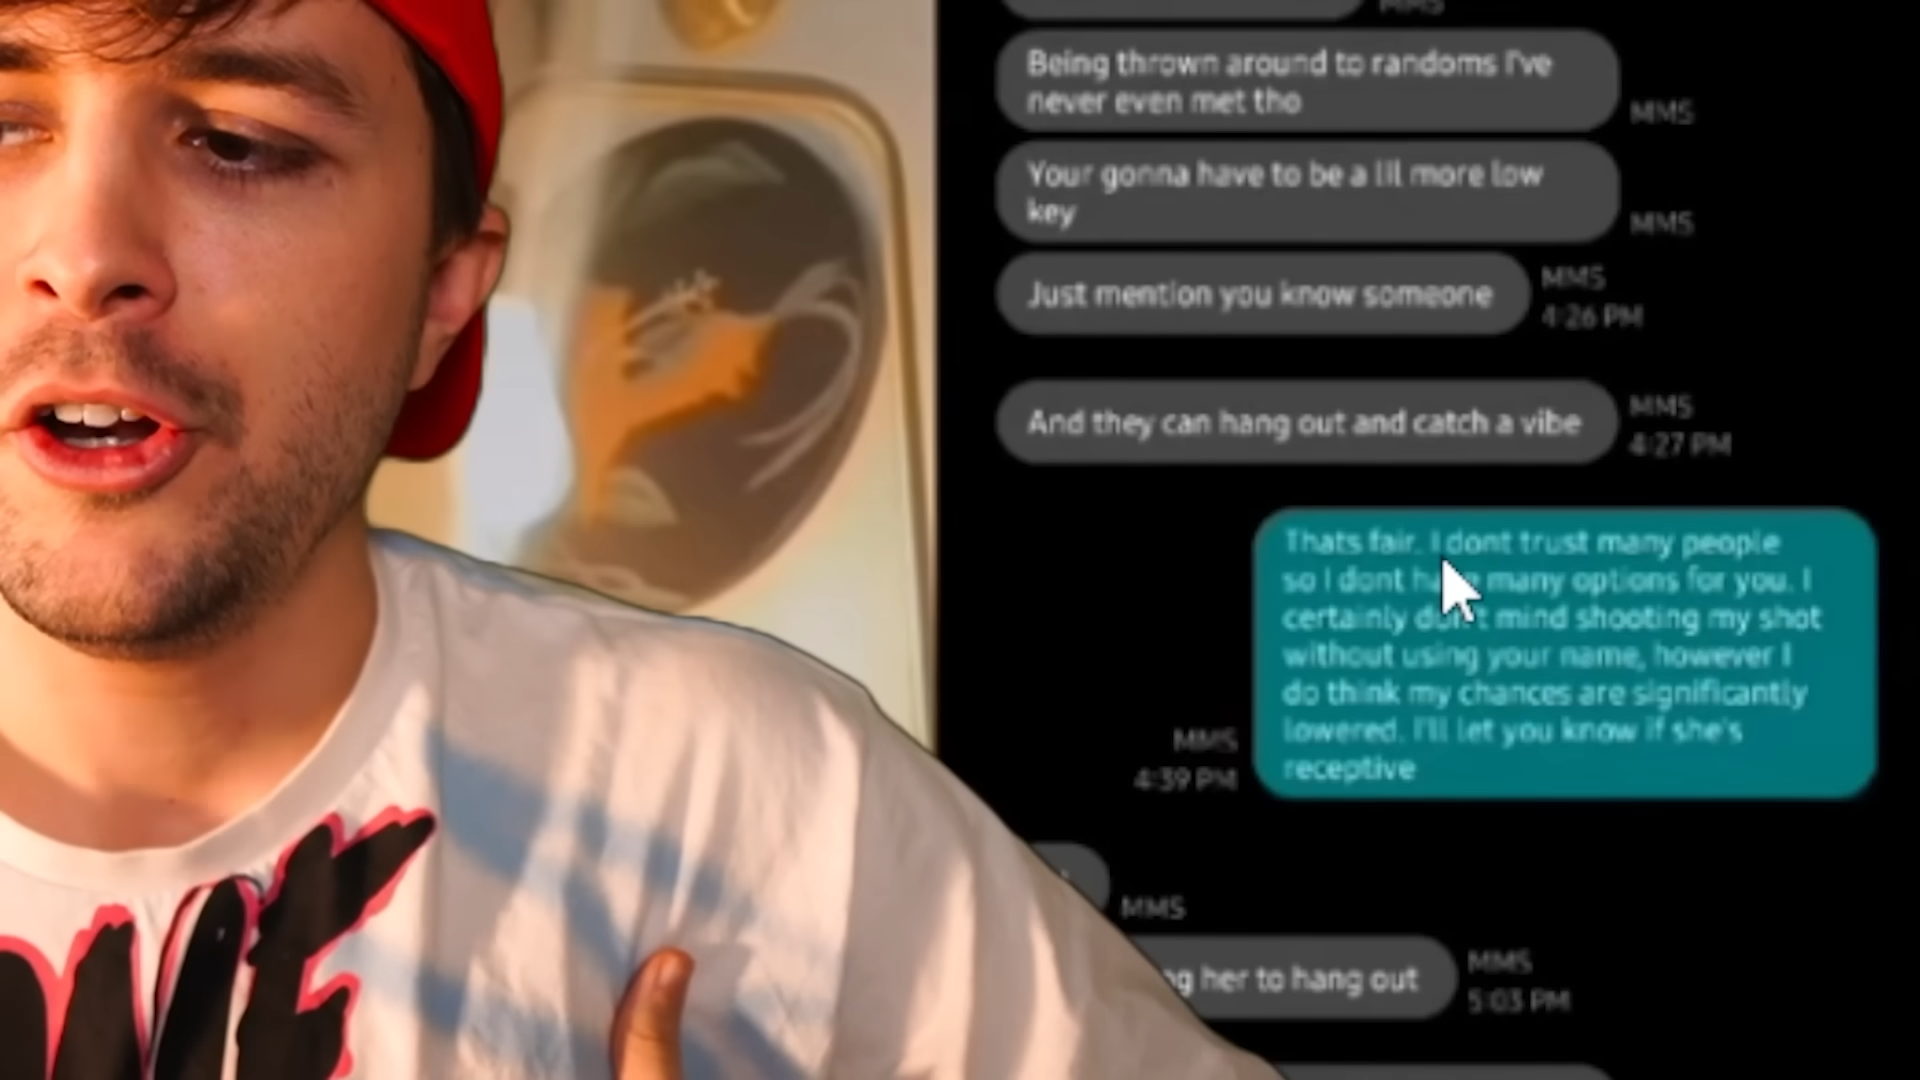 MMS
Being thrown around to randoms I've
never even met tho
MMS
Your gonna have to be a lil more low
key
MMS
Just mention you know someone
MMS
4:26 PM
And they can hang out and catch a vibe
MMS
4:27 PM
Thats fair. I dont trust many people
so I dont have many options for you. I
certainly don't mind shooting my shot
without using your name, however I
do think my chances are significantly
lowered. I'll let you know if she's
receptive
MMS
4:39 PM
MMS
her to hang out
MMS
5:03 PM